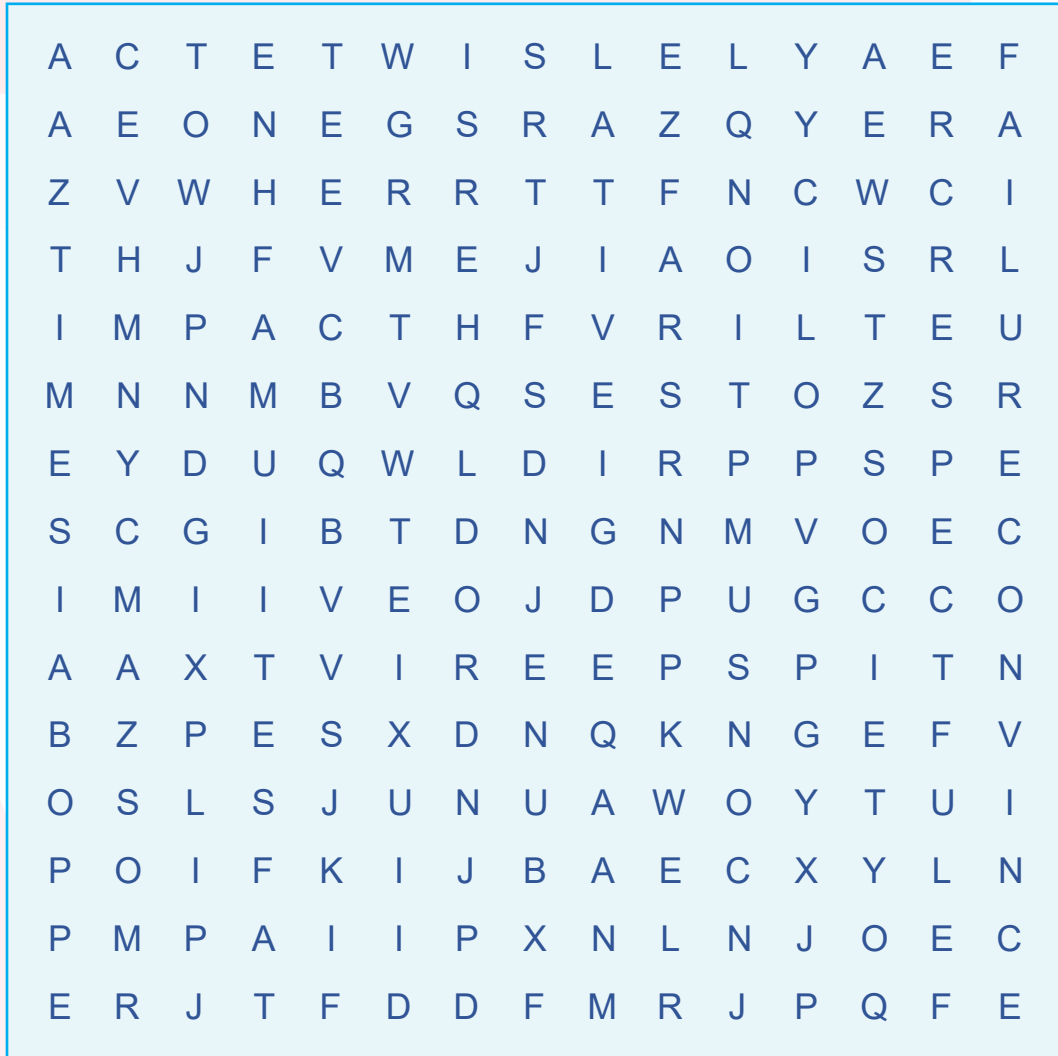 A C T E T W I S L E L Y A E F
A E O N E G S R A Z Q Y E R A
Z V W H E R R T T F N C W C I
T H J F V M E J I A O I S R L
I M P A C T H F V R I L T E U
M N N M B V Q S E S T O Z S R
E Y D U Q W L D I R P P S P E
S C G I B T D N G N M V O E C
I M I I V E O J D P U G C C O
A A X T V I R E E P S P I T N
B Z P E S X D N Q K N G E F V
O S L S J U N U A W O Y T U I
P O I F K I J B A E C X Y L N
P M P A I I P X N L N J O E C
E R J T F D D F M R J P Q F E